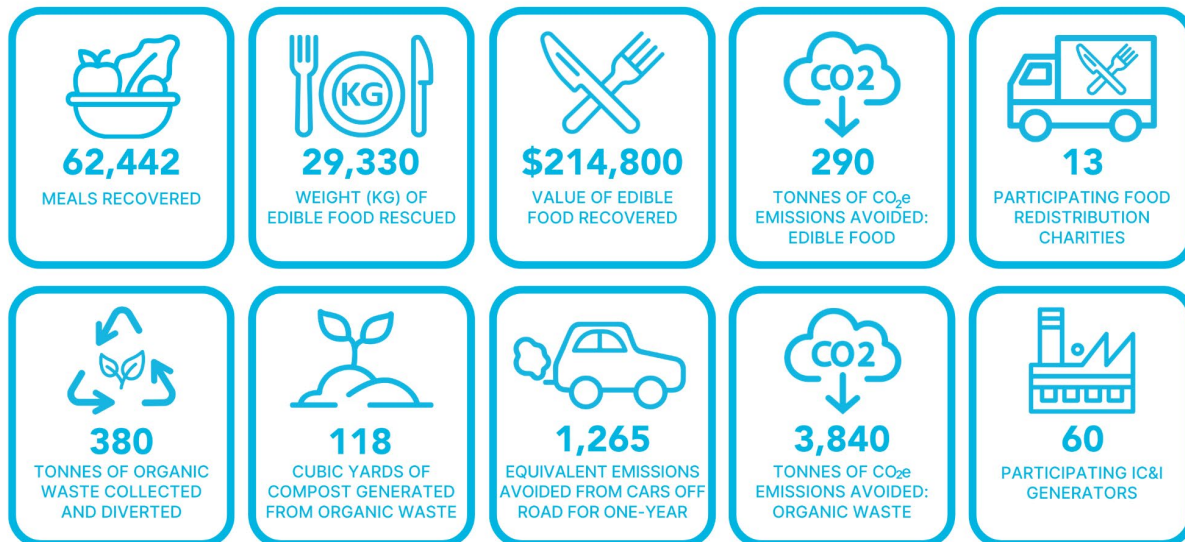 KG
CO2
62,442
MEALS RECOVERED
29,330
WEIGHT (KG) OF
EDIBLE FOOD RESCUED
$214,800
VALUE OF EDIBLE
FOOD RECOVERED
290
TONNES OF CO₂e
EMISSIONS AVOIDED:
EDIBLE FOOD
13
PARTICIPATING FOOD
REDISTRIBUTION
CHARITIES
CO2
380
TONNES OF ORGANIC
WASTE COLLECTED
AND DIVERTED
118
CUBIC YARDS OF
COMPOST GENERATED
FROM ORGANIC WASTE
1,265
EQUIVALENT EMISSIONS
AVOIDED FROM CARS OFF
ROAD FOR ONE-YEAR
3,840
TONNES OF CO₂e
EMISSIONS AVOIDED:
ORGANIC WASTE
60
PARTICIPATING IC&I
GENERATORS